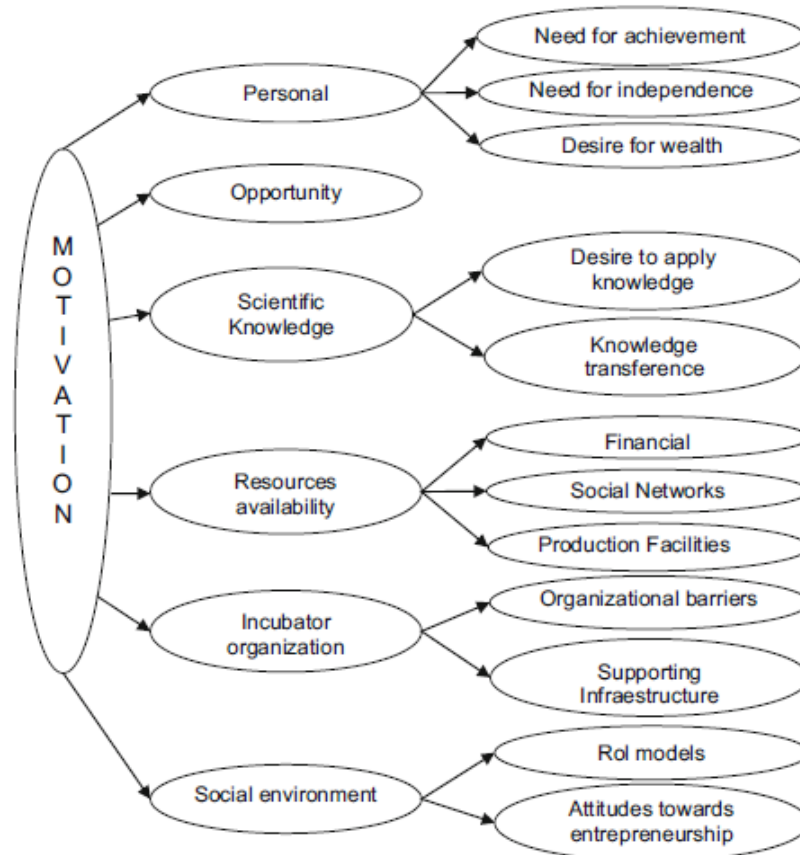 MOTIVATION
Personal
Need for achievement
Need for independence
Desire for wealth
Opportunity
Scientific
Knowledge
Desire to apply
knowledge
Knowledge
transference
Resources
availability
Financial
Social Networks
Production Facilities
Incubator
organization
Organizational barriers
Supporting
Infraestructure
Social environment
Rol models
Attitudes towards
entrepreneurship